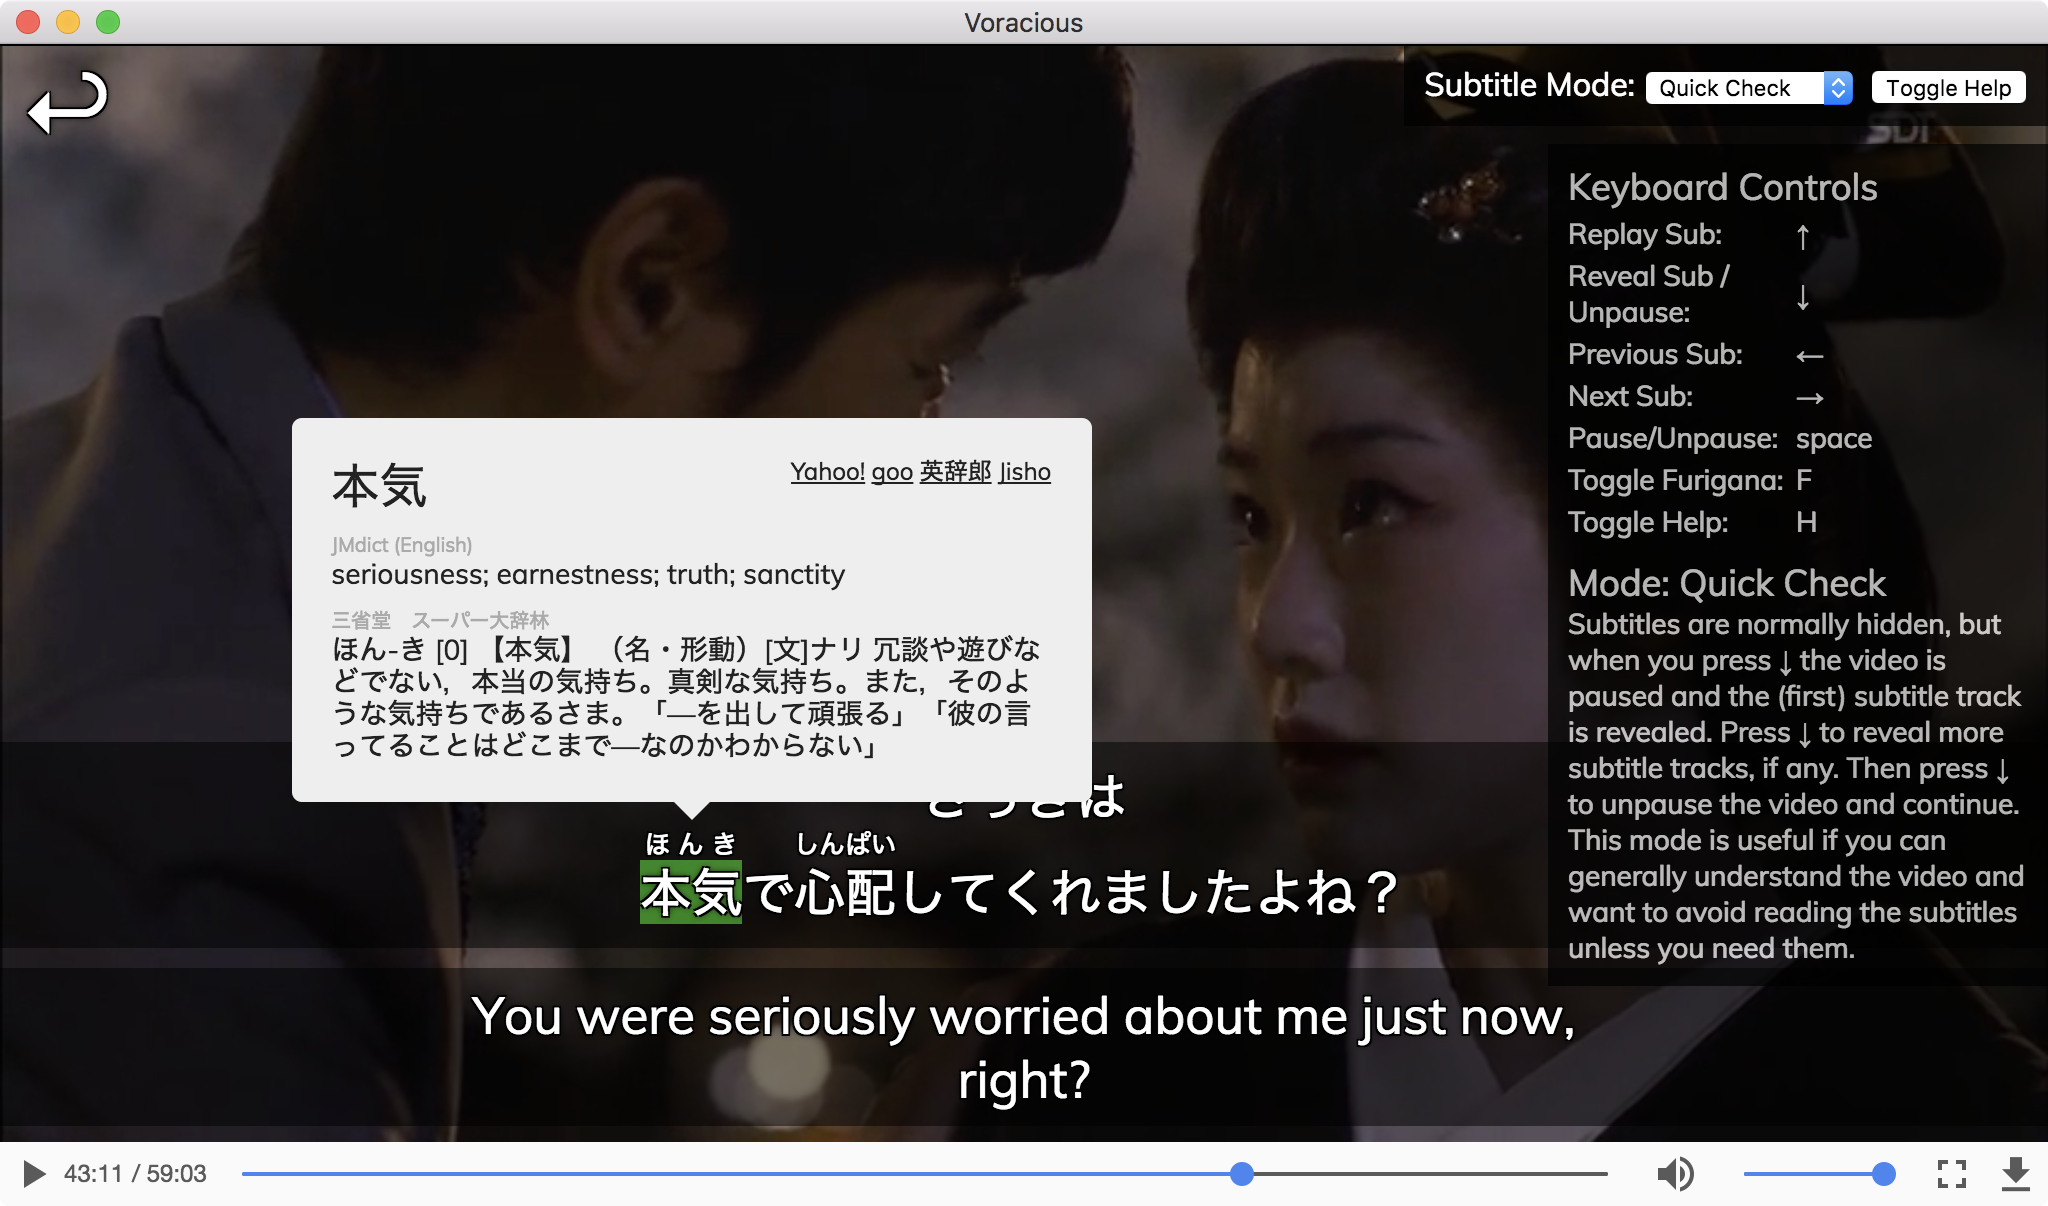 Voracious
Subtitle Mode: Quick Check Toggle Help
SDT
Keyboard Controls
Replay Sub: ↑
Reveal Sub /
Unpause: ↓
Previous Sub: ←
Next Sub: →
Pause/Unpause: space
Toggle Furigana: F
Toggle Help: H
Mode: Quick Check
Subtitles are normally hidden, but
when you press ↓ the video is
paused and the (first) subtitle track
is revealed. Press ↓ to reveal more
subtitle tracks, if any. Then press ↓
to unpause the video and continue.
This mode is useful if you can
generally understand the video and
want to avoid reading the subtitles
unless you need them.
本気 Yahoo! goo 英辞郎 Jisho
JMdict (English)
seriousness; earnestness; truth; sanctity
三省堂　スーパー大辞林
ほん-き [0] 【本気】 （名・形動）[文]ナリ 冗談や遊びな
どでない，本当の気持ち。真剣な気持ち。また，そのよ
うな気持ちであるさま。「—を出して頑張る」「彼の言
ってることはどこまで—なのかわからない」
さっきは
ほんき しんぱい
本気で心配してくれましたよね？
You were seriously worried about me just now,
right?
43:11 / 59:03